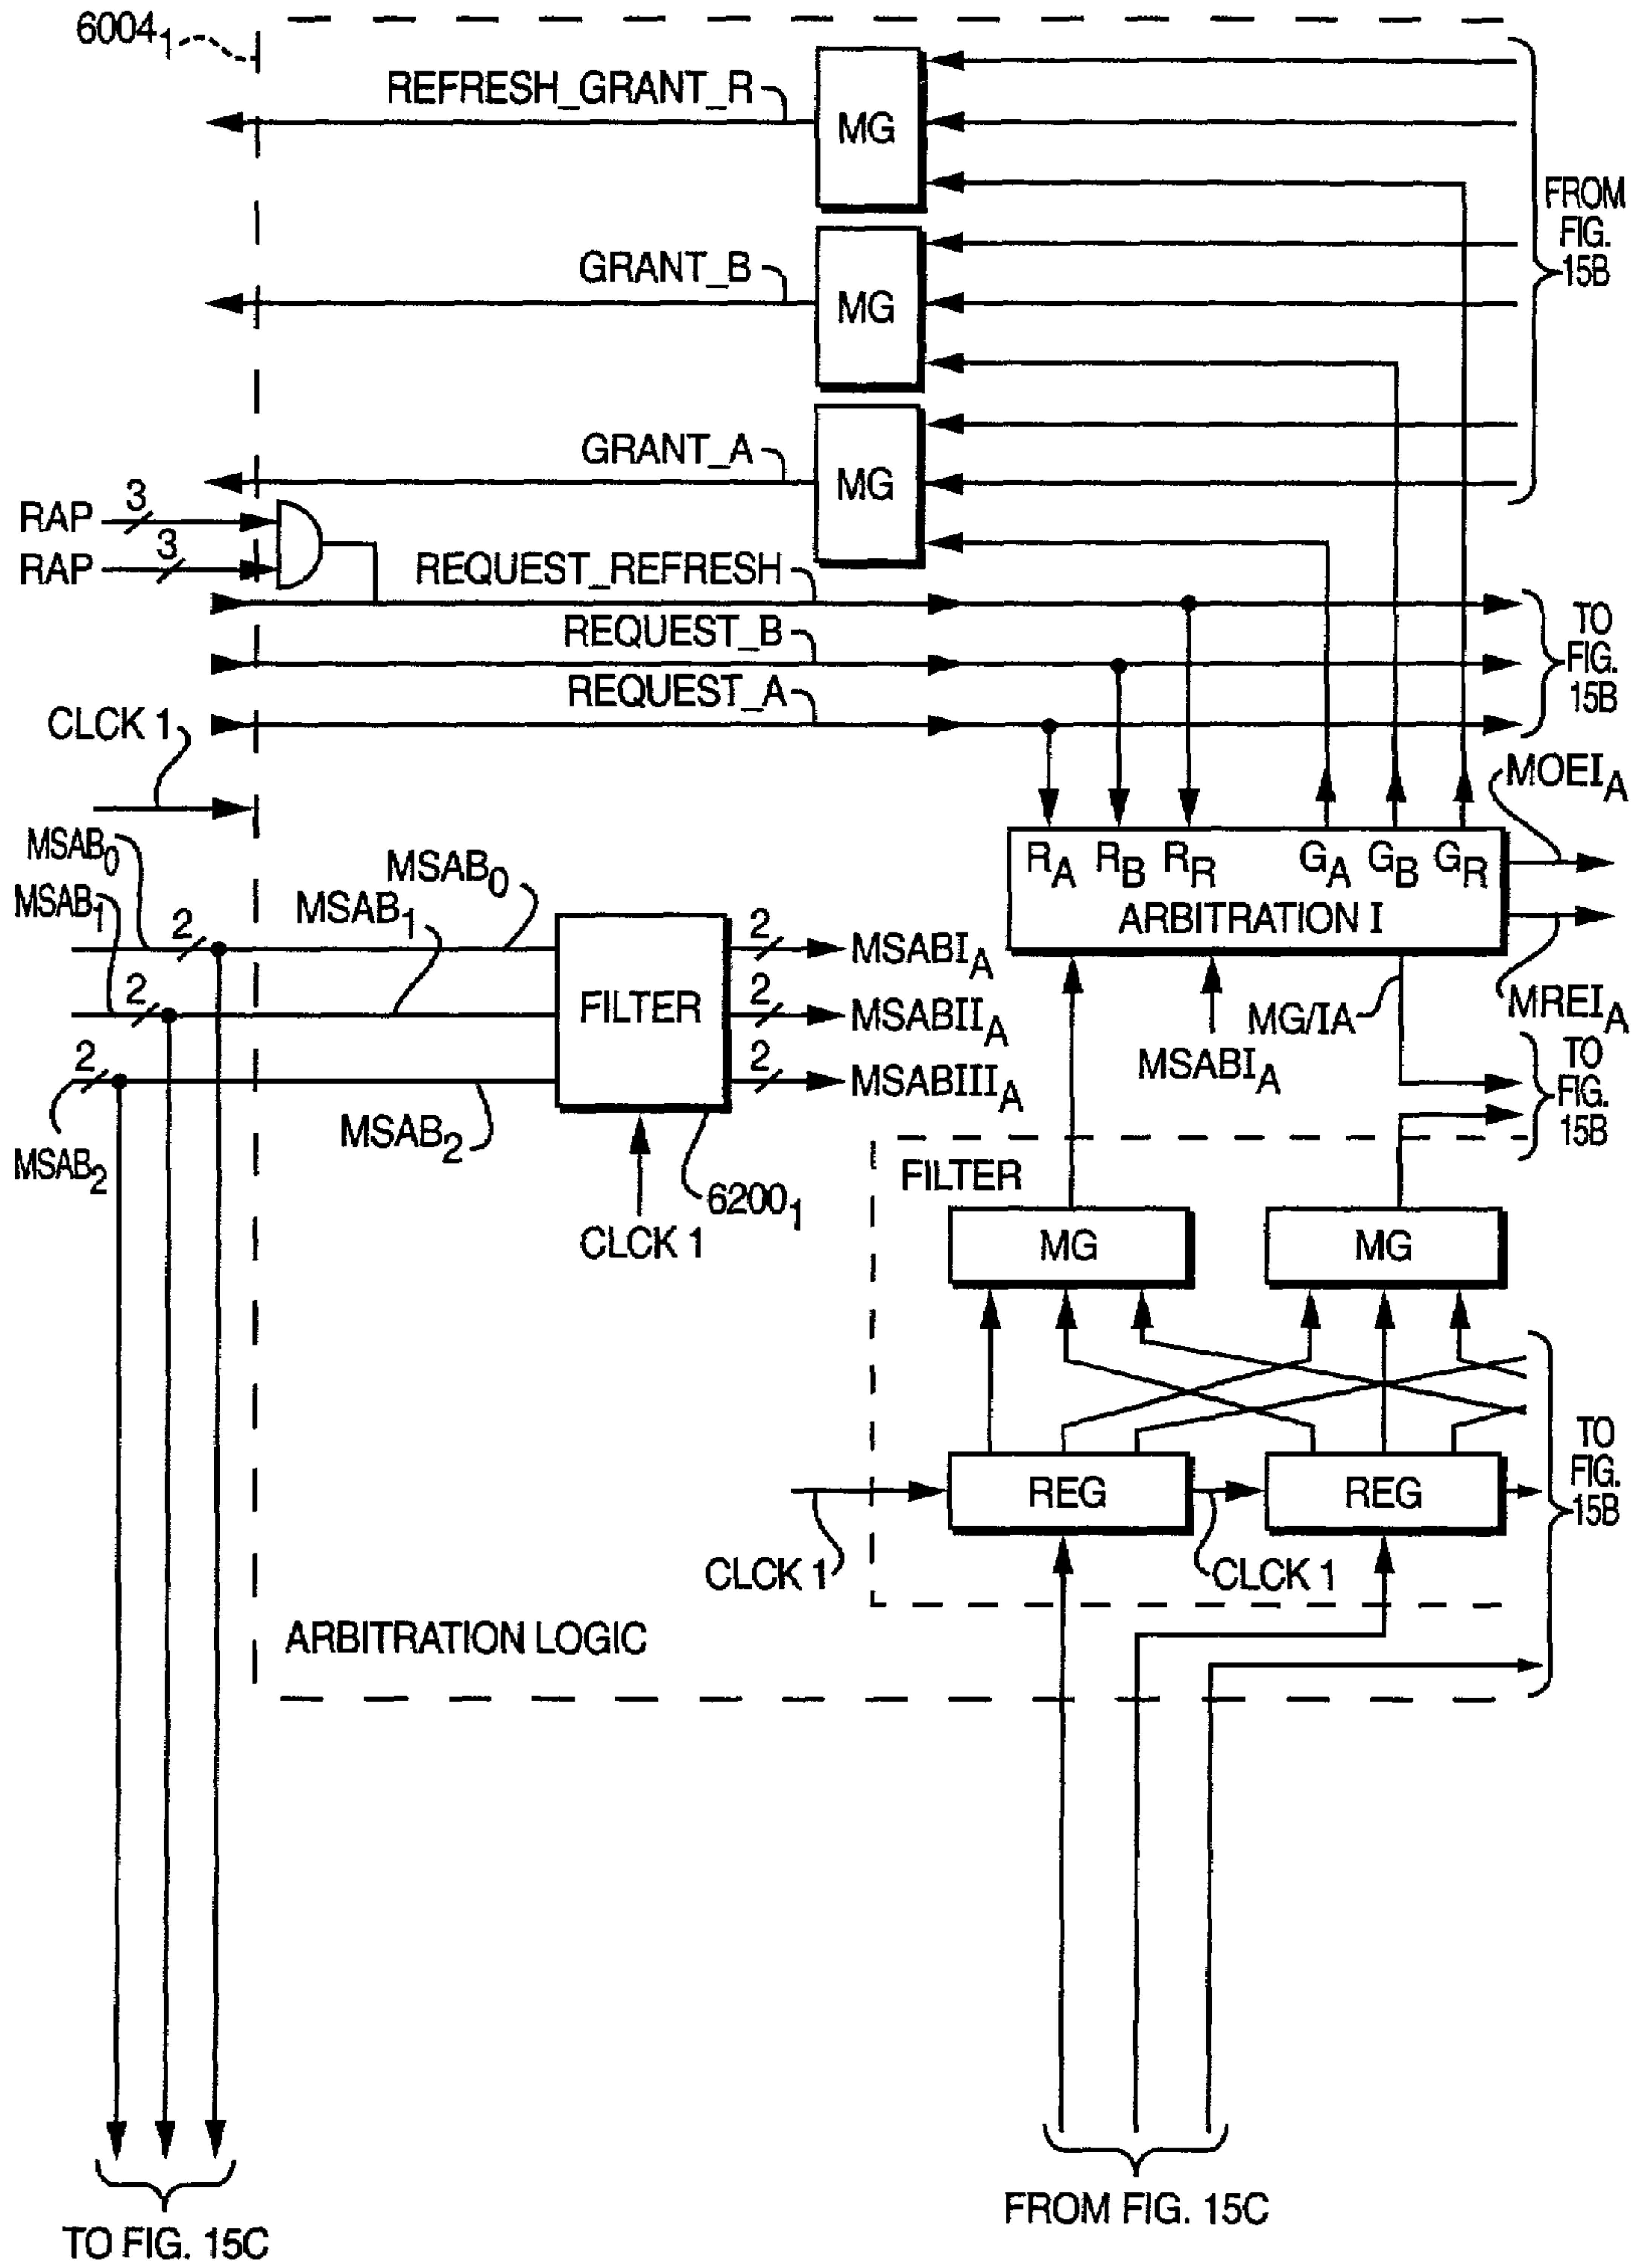 6004₁
REFRESH_GRANT_R
MG
FROM
FIG.
15B
GRANT_B
MG
GRANT_A
MG
RAP
3
RAP
3
REQUEST_REFRESH
REQUEST_B
REQUEST_A
TO
FIG.
15B
CLCK 1
MOEI_A
R_A R_B R_R G_A G_B G_R
ARBITRATION I
MREI_A
MG/IA
MSABI_A
TO
FIG.
15B
MSAB₀
MSAB₁
2
2
2
MSAB₂
MSAB₀
MSAB₁
MSAB₂
FILTER
2
MSABI_A
2
MSABII_A
2
MSABIII_A
6200₁
CLCK 1
FILTER
MG
MG
REG
REG
CLCK 1
CLCK 1
TO
FIG.
15B
ARBITRATION LOGIC
TO FIG. 15C
FROM FIG. 15C